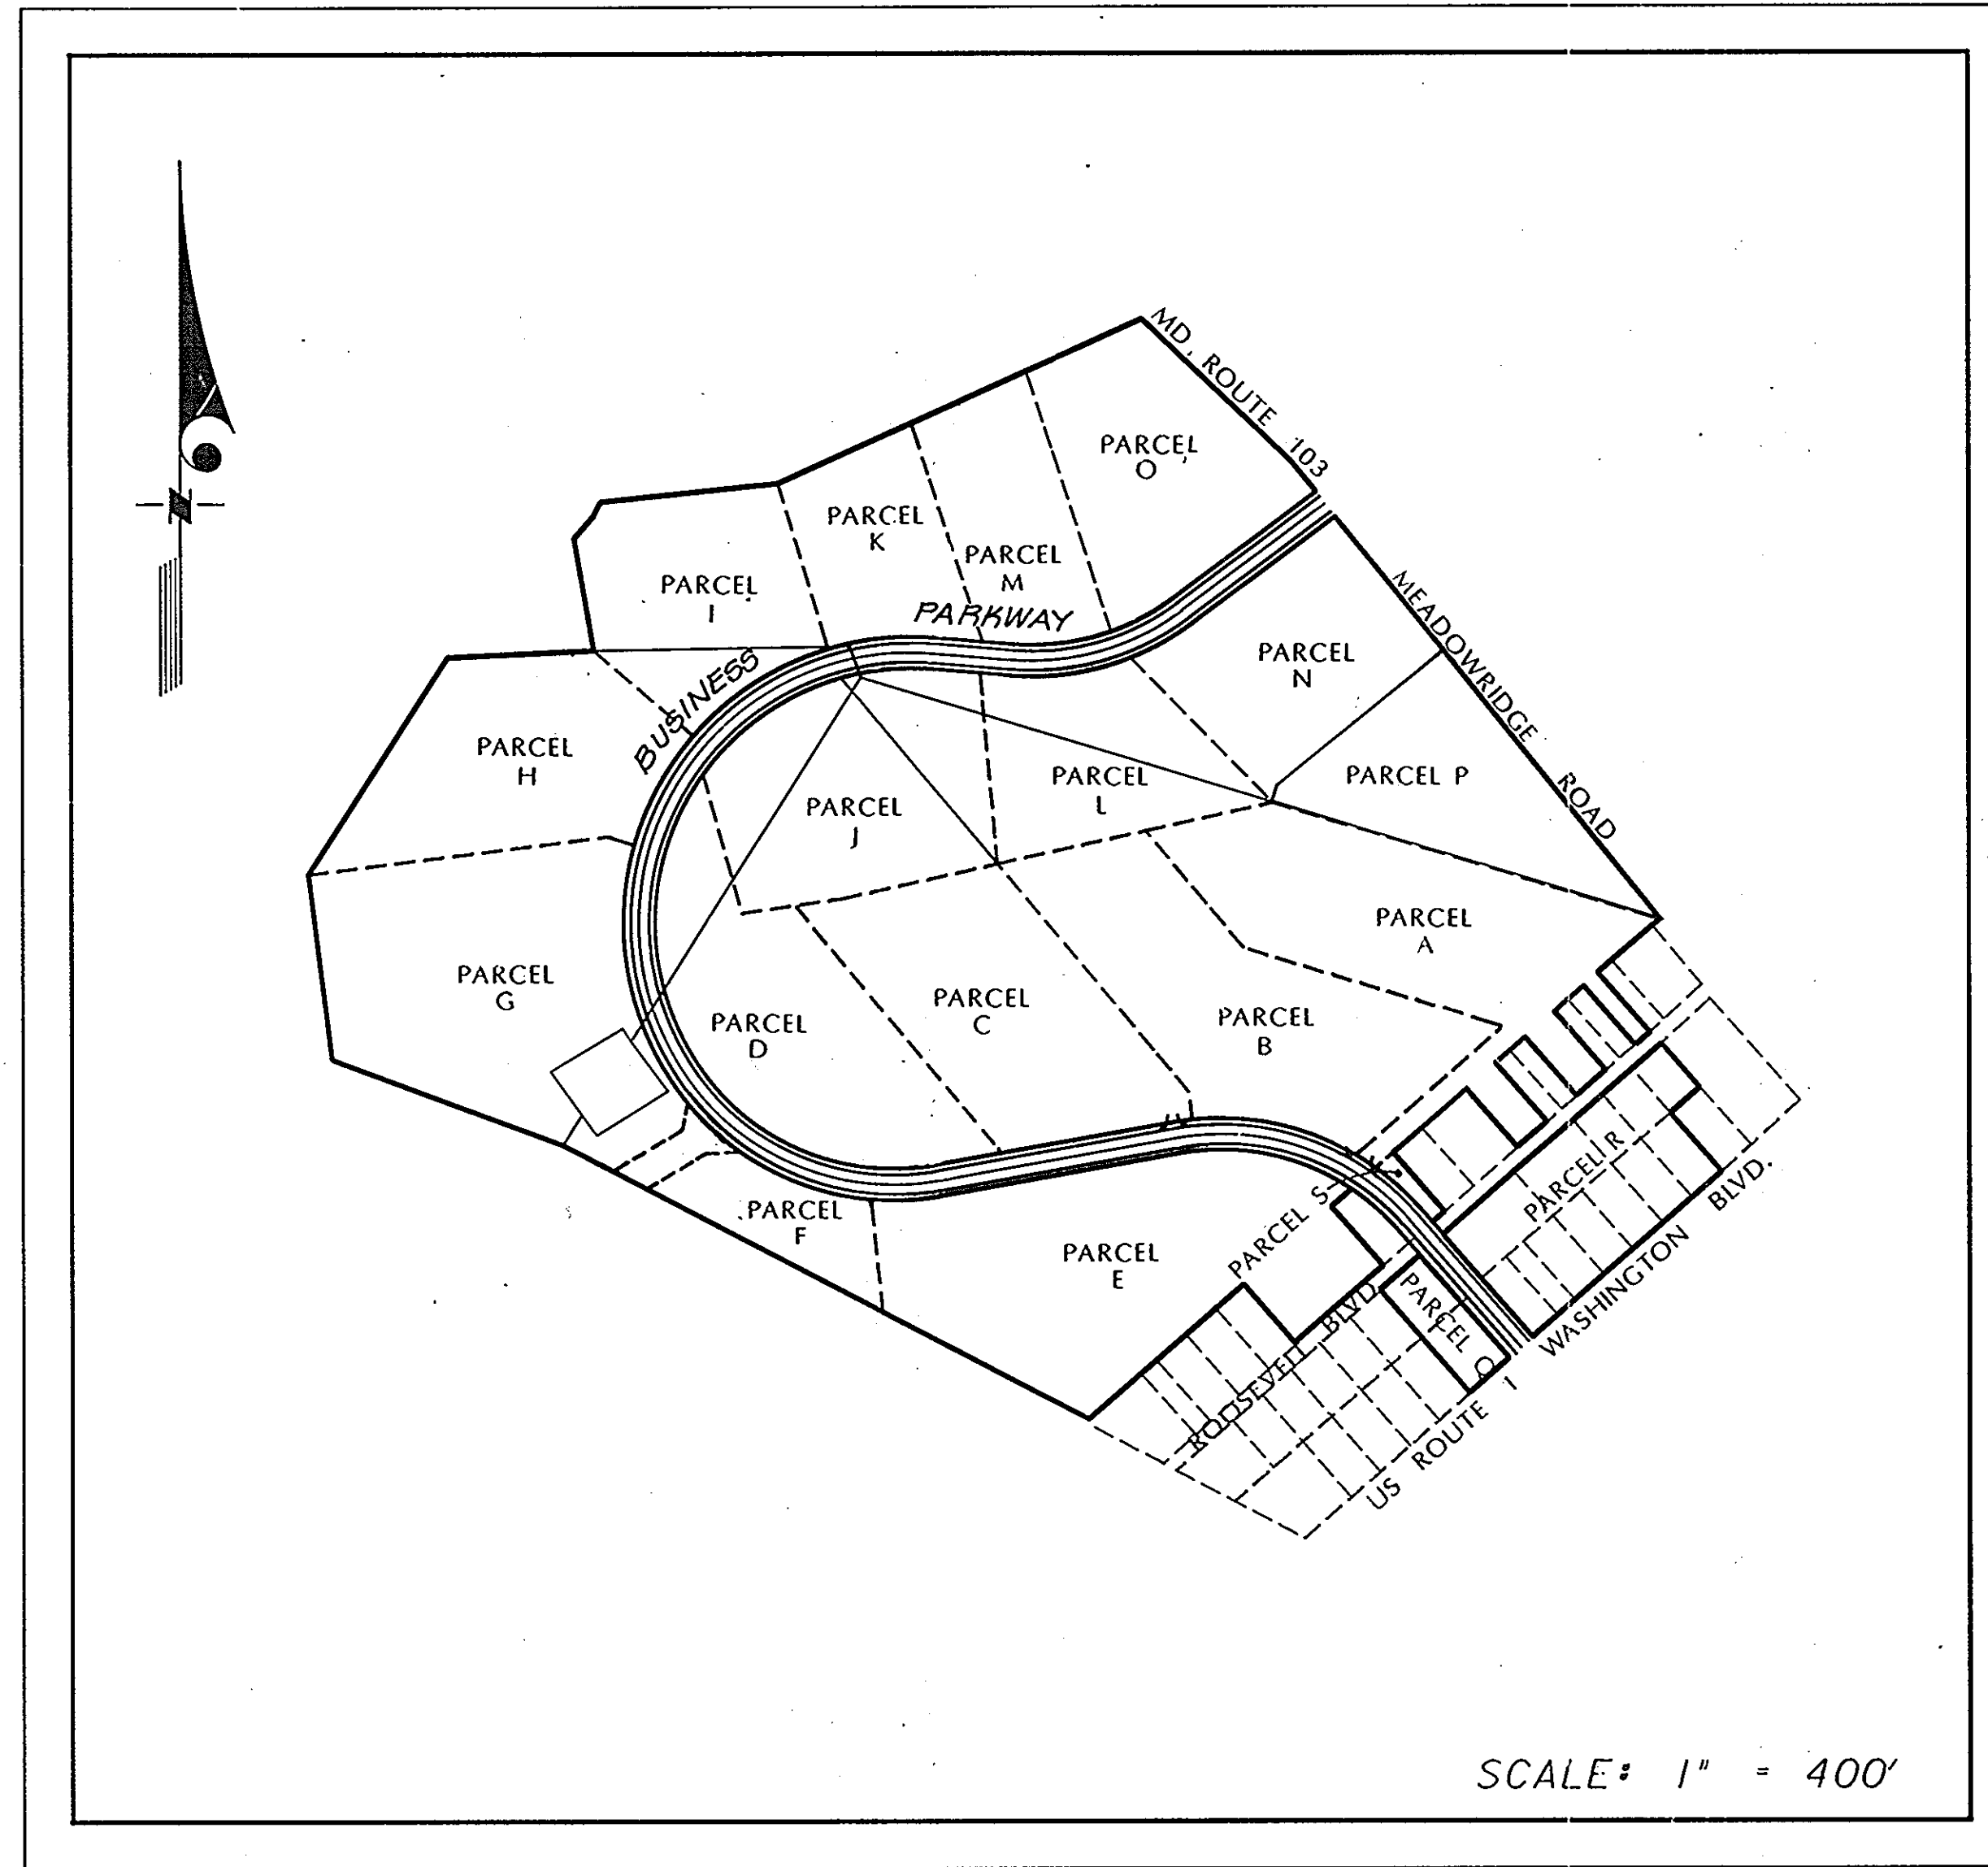 MD. ROUTE 103
PARCEL
O
PARCEL
K
PARCEL
M
PARCEL
I
BUSINESS PARKWAY
MEADOWRIDGE ROAD
PARCEL
N
PARCEL
H
PARCEL
J
PARCEL
L
PARCEL P
PARCEL
A
PARCEL
G
PARCEL
D
PARCEL
C
PARCEL
B
PARCEL
F
PARCEL
E
PARCEL S
PARCEL R
PARCEL Q
ROOSEVELT BLVD.
WASHINGTON BLVD.
US ROUTE 1
N
SCALE: 1" = 400'